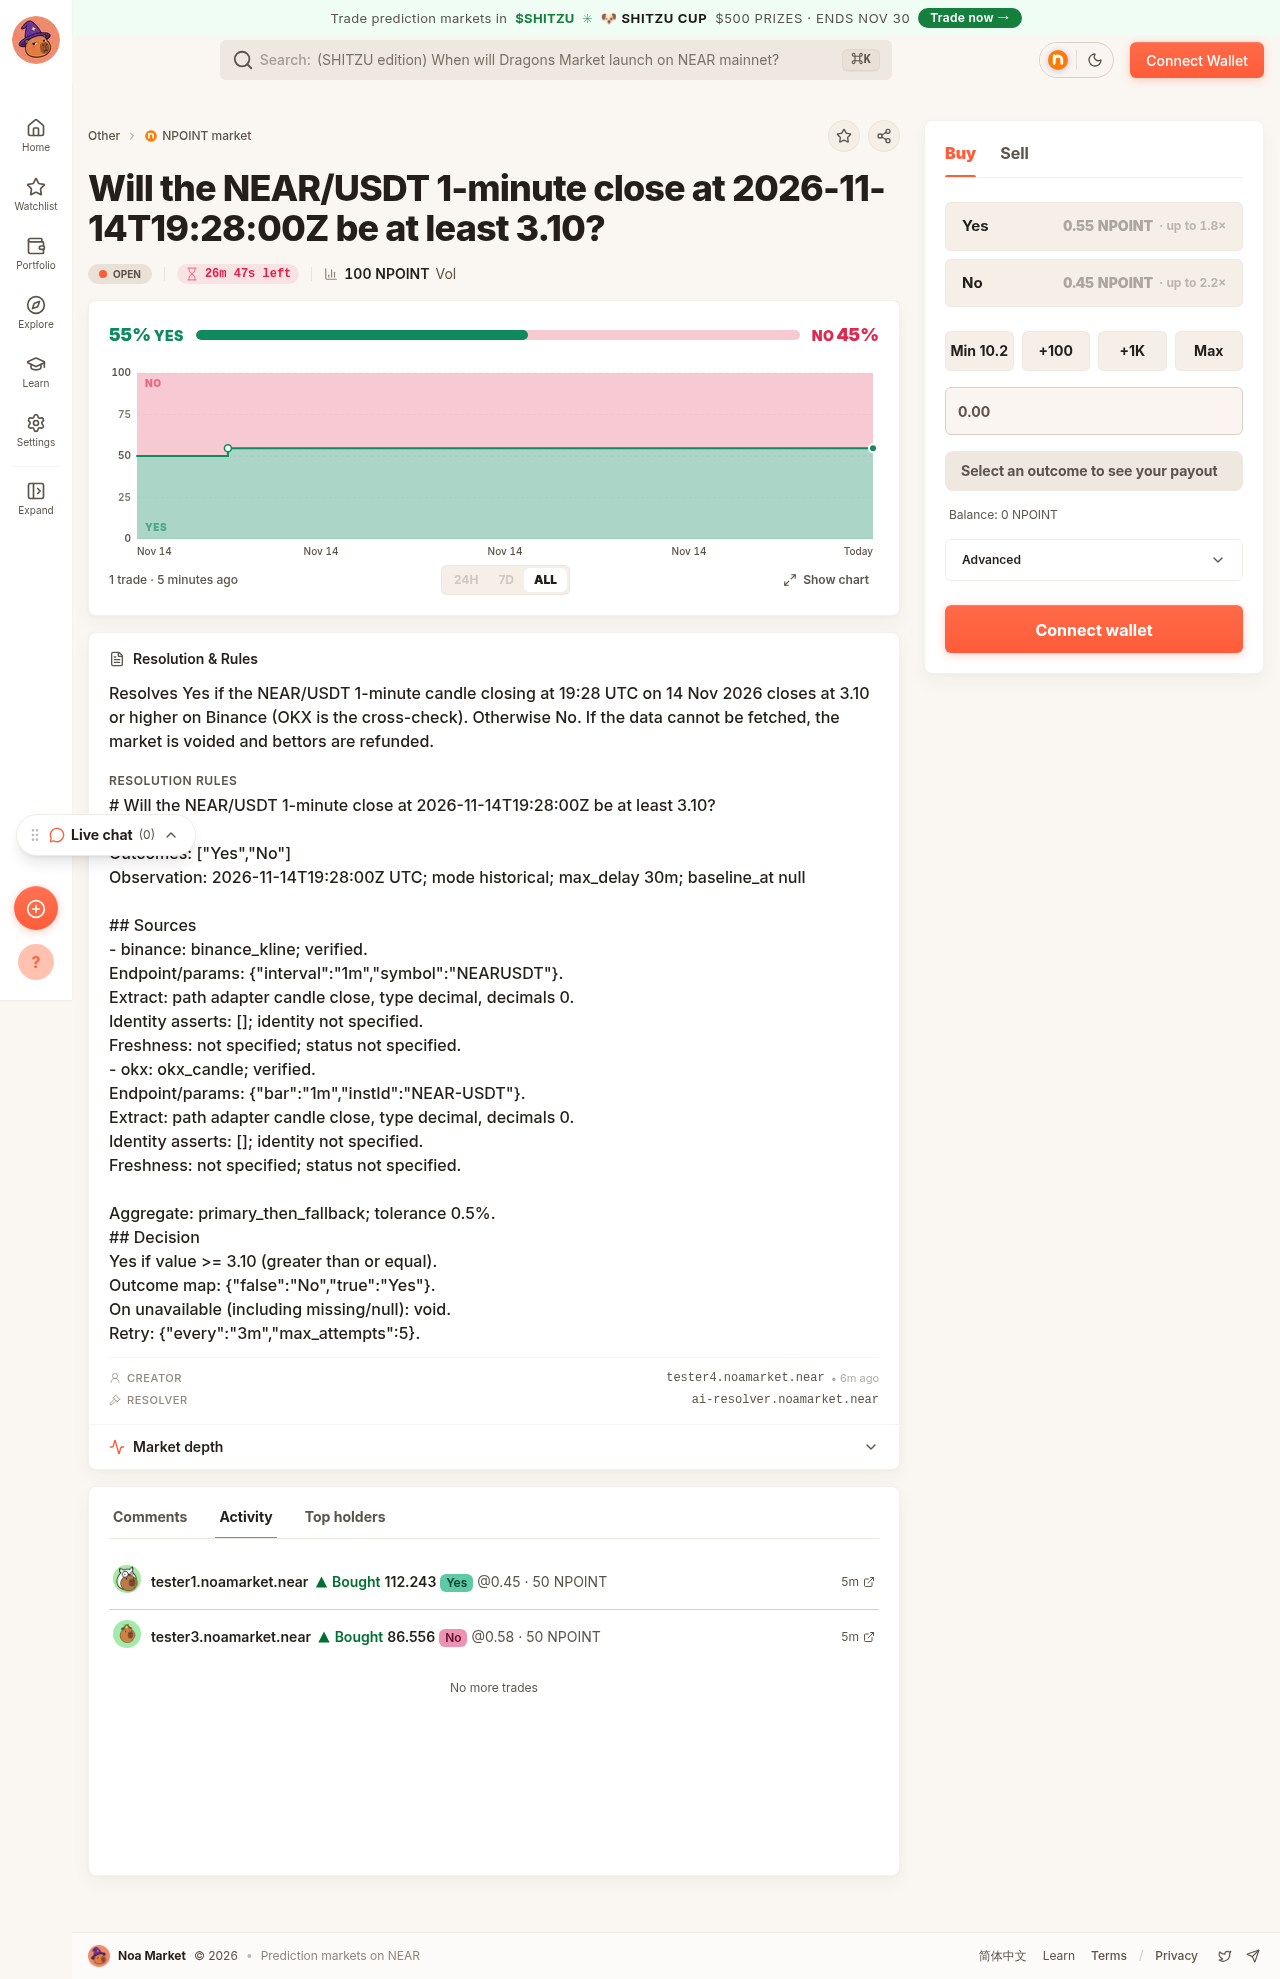 Trade prediction markets in $SHITZU ✳ 🐶 SHITZU CUP $500 PRIZES · ENDS NOV 30 Trade now →
Search: (SHITZU edition) When will Dragons Market launch on NEAR mainnet? ⌘K
Connect Wallet
Home
Watchlist
Portfolio
Explore
Learn
Settings
Expand
Other > NPOINT market
Will the NEAR/USDT 1-minute close at 2026-11-
14T19:28:00Z be at least 3.10?
OPEN 26m 47s left 100 NPOINT Vol
55% YES NO 45%
100
75
50
25
0
NO
YES
Nov 14 Nov 14 Nov 14 Nov 14 Today
1 trade · 5 minutes ago 24H 7D ALL Show chart
Resolution & Rules
Resolves Yes if the NEAR/USDT 1-minute candle closing at 19:28 UTC on 14 Nov 2026 closes at 3.10
or higher on Binance (OKX is the cross-check). Otherwise No. If the data cannot be fetched, the
market is voided and bettors are refunded.
RESOLUTION RULES
# Will the NEAR/USDT 1-minute close at 2026-11-14T19:28:00Z be at least 3.10?
Live chat (0)
Outcomes: ["Yes","No"]
Observation: 2026-11-14T19:28:00Z UTC; mode historical; max_delay 30m; baseline_at null
## Sources
- binance: binance_kline; verified.
Endpoint/params: {"interval":"1m","symbol":"NEARUSDT"}.
Extract: path adapter candle close, type decimal, decimals 0.
Identity asserts: []; identity not specified.
Freshness: not specified; status not specified.
- okx: okx_candle; verified.
Endpoint/params: {"bar":"1m","instId":"NEAR-USDT"}.
Extract: path adapter candle close, type decimal, decimals 0.
Identity asserts: []; identity not specified.
Freshness: not specified; status not specified.
Aggregate: primary_then_fallback; tolerance 0.5%.
## Decision
Yes if value >= 3.10 (greater than or equal).
Outcome map: {"false":"No","true":"Yes"}.
On unavailable (including missing/null): void.
Retry: {"every":"3m","max_attempts":5}.
?
CREATOR tester4.noamarket.near • 6m ago
RESOLVER ai-resolver.noamarket.near
Market depth
Comments Activity Top holders
tester1.noamarket.near ▲ Bought 112.243 Yes @0.45 · 50 NPOINT 5m
tester3.noamarket.near ▲ Bought 86.556 No @0.58 · 50 NPOINT 5m
No more trades
Buy Sell
Yes 0.55 NPOINT · up to 1.8×
No 0.45 NPOINT · up to 2.2×
Min 10.2 +100 +1K Max
0.00
Select an outcome to see your payout
Balance: 0 NPOINT
Advanced
Connect wallet
Noa Market © 2026 • Prediction markets on NEAR
简体中文 Learn Terms / Privacy